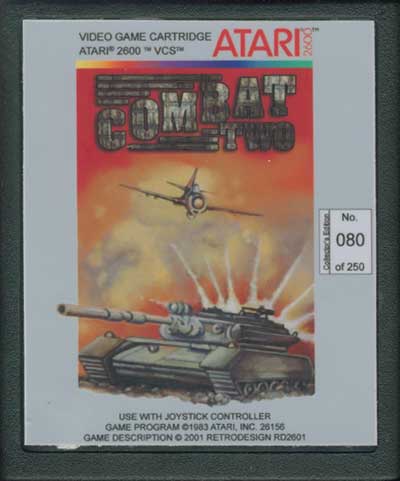 VIDEO GAME CARTRIDGE
ATARI® 2600 ™ VCS™
ATARI™
2600
COMBAT
TWO
Collector's Edition
No.
080
of 250
USE WITH JOYSTICK CONTROLLER
GAME PROGRAM ©1983 ATARI, INC. 26156
GAME DESCRIPTION © 2001 RETRODESIGN RD2601